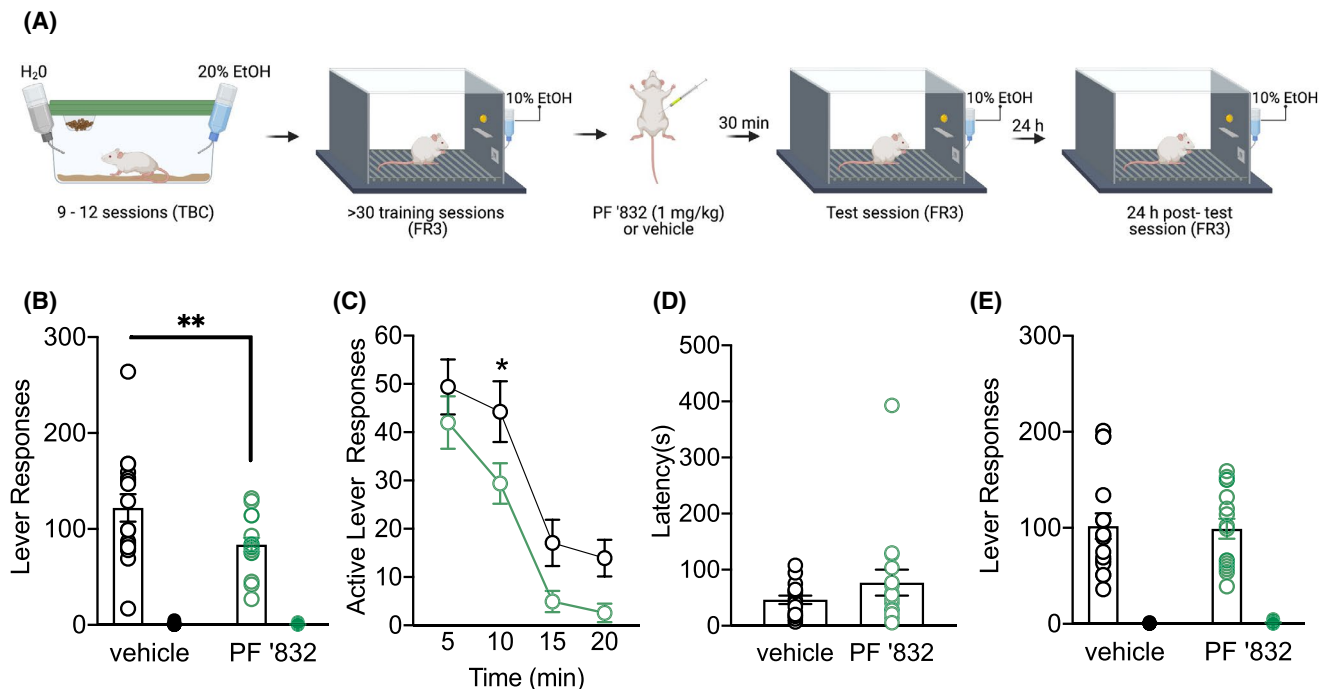 (A)
H20
20% EtOH
10% EtOH
30 min
10% EtOH
24 h
10% EtOH
9 - 12 sessions (TBC)
>30 training sessions
(FR3)
PF '832 (1 mg/kg)
or vehicle
Test session (FR3)
24 h post- test
session (FR3)
(B)
Lever Responses
300
200
100
0
**
vehicle
PF '832
(C)
Active Lever Responses
60
50
40
30
20
10
0
*
5 10 15 20
Time (min)
(D)
Latency(s)
500
400
300
200
100
0
vehicle PF '832
(E)
Lever Responses
300
200
100
0
vehicle
PF '832